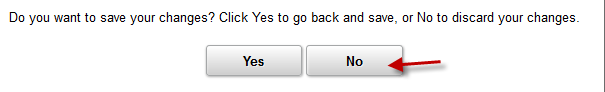 Do you want to save your changes? Click Yes to go back and save, or No to discard your changes.
Yes No